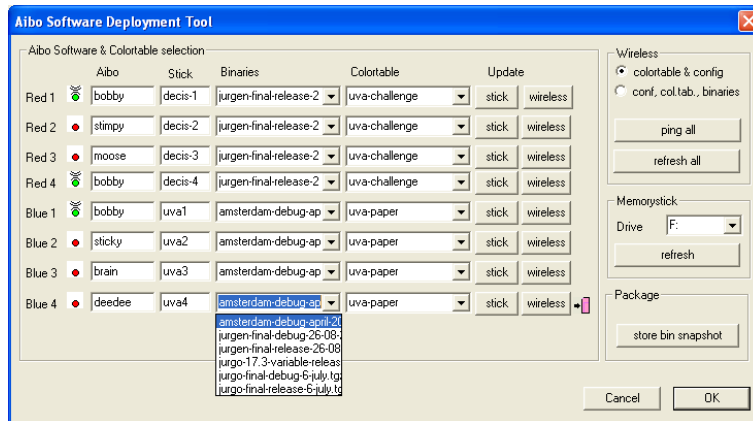 Aibo Software Deployment Tool
Aibo Software & Colortable selection
Aibo Stick Binaries Colortable Update
Red 1 bobby decis-1 jurgen-final-release-2 uva-challenge stick wireless
Red 2 stimpy decis-2 jurgen-final-release-2 uva-challenge stick wireless
Red 3 moose decis-3 jurgen-final-release-2 uva-challenge stick wireless
Red 4 bobby decis-4 jurgen-final-release-2 uva-challenge stick wireless
Blue 1 bobby uva1 amsterdam-debug-ap uva-paper stick wireless
Blue 2 sticky uva2 amsterdam-debug-ap uva-paper stick wireless
Blue 3 brain uva3 amsterdam-debug-ap uva-paper stick wireless
Blue 4 deedee uva4 amsterdam-debug-ap uva-paper stick wireless
amsterdam-debug-april-20
jurgen-final-debug-26-08-2
jurgen-final-release-26-08
jurgo-17.3-variable-releas
jurgo-final-debug-6-july.tgz
jurgo-final-release-6-july.tg
Wireless
colortable & config
conf, col.tab., binaries
ping all
refresh all
Memorystick
Drive F:
refresh
Package
store bin snapshot
Cancel OK